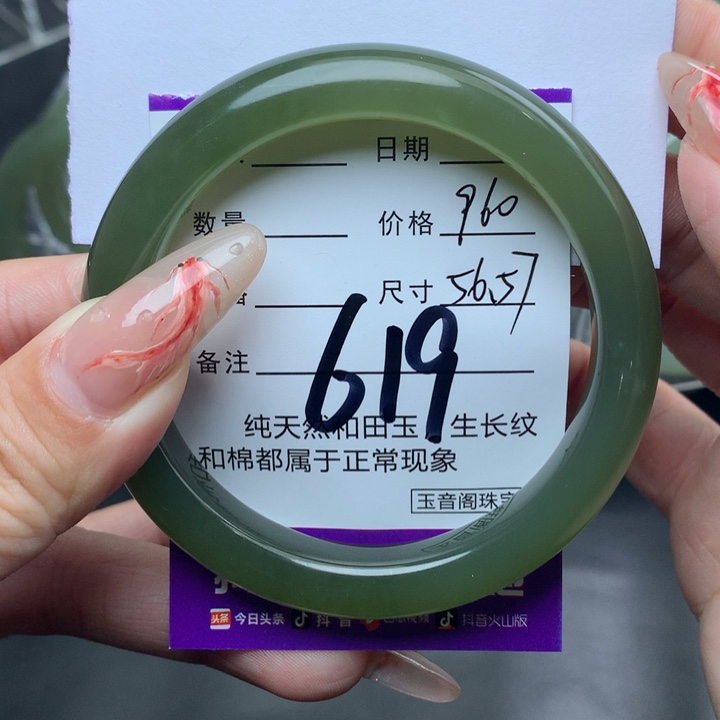 日期
数量 价格 960
尺寸 56.57
备注 619
纯天然和田玉，生长纹
和棉都属于正常现象
玉音阁珠宝
头条 今日头条 抖音 抖音火山版